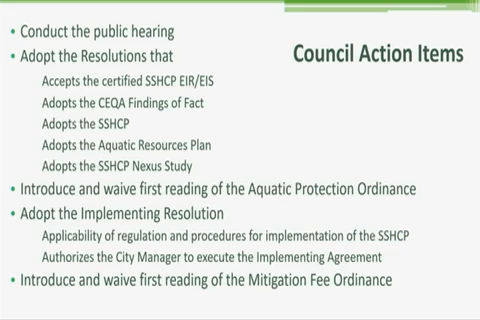 Council Action Items
• Conduct the public hearing
• Adopt the Resolutions that
Accepts the certified SSHCP EIR/EIS
Adopts the CEQA Findings of Fact
Adopts the SSHCP
Adopts the Aquatic Resources Plan
Adopts the SSHCP Nexus Study
• Introduce and waive first reading of the Aquatic Protection Ordinance
• Adopt the Implementing Resolution
Applicability of regulation and procedures for implementation of the SSHCP
Authorizes the City Manager to execute the Implementing Agreement
• Introduce and waive first reading of the Mitigation Fee Ordinance